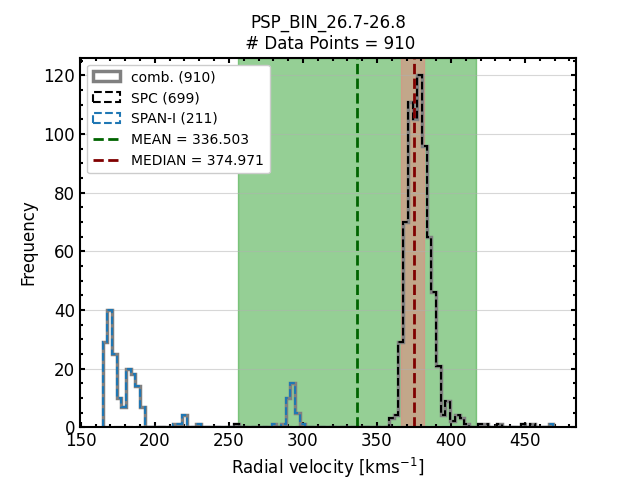 PSP_BIN_26.7-26.8
# Data Points = 910
comb. (910)
SPC (699)
SPAN-I (211)
MEAN = 336.503
MEDIAN = 374.971
Frequency
120
100
80
60
40
20
0
150 200 250 300 350 400 450
Radial velocity [kms⁻¹]